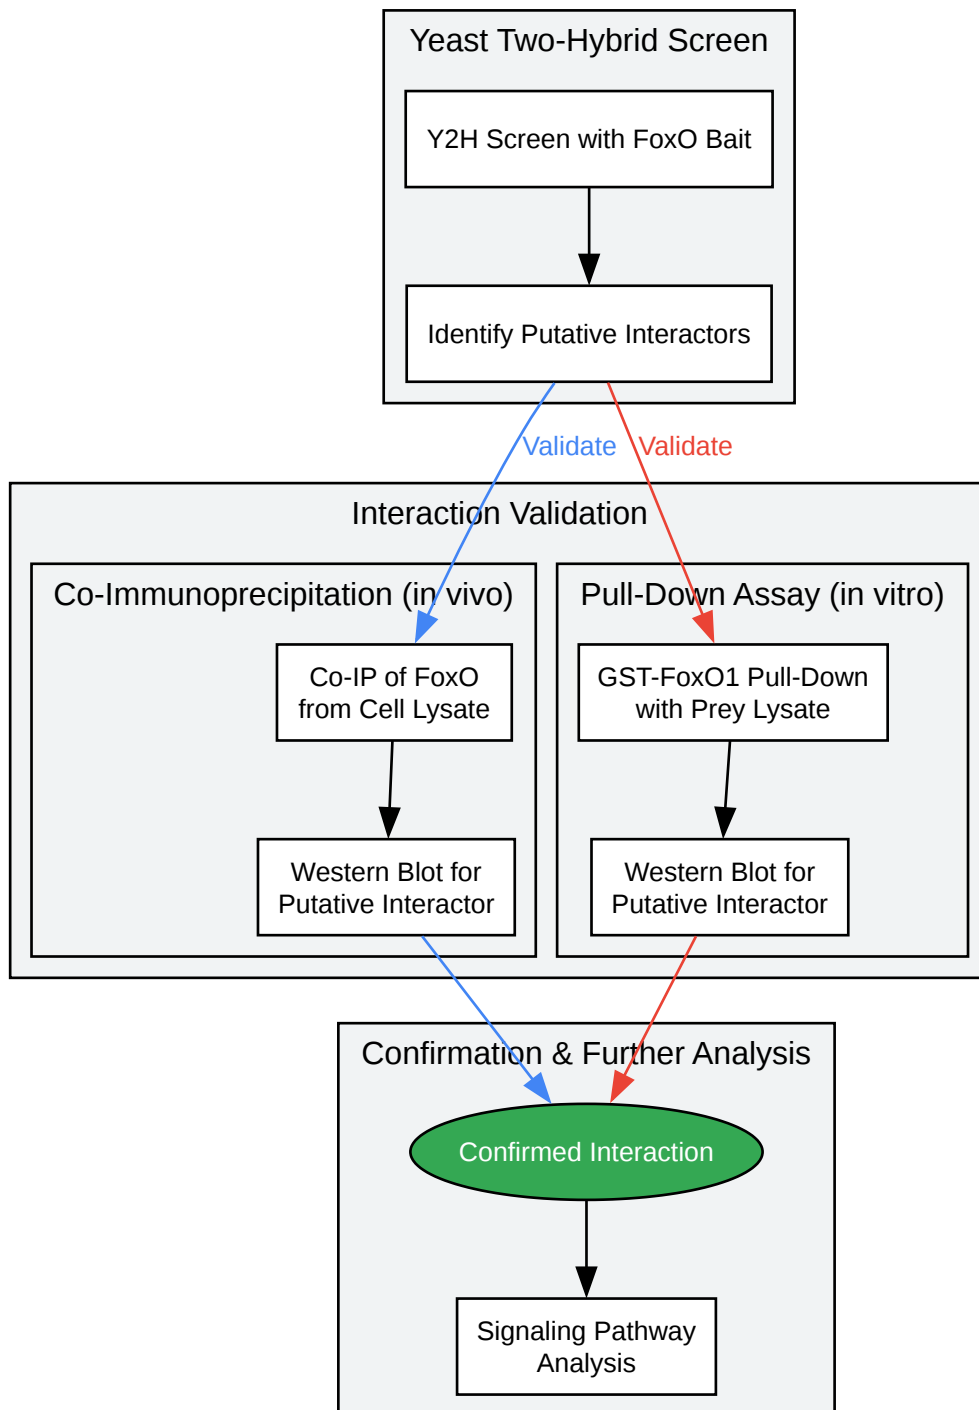 Yeast Two-Hybrid Screen
Y2H Screen with FoxO Bait
Identify Putative Interactors
Validate
Validate
Interaction Validation
Co-Immunoprecipitation (in vivo)
Co-IP of FoxO
from Cell Lysate
Western Blot for
Putative Interactor
Pull-Down Assay (in vitro)
GST-FoxO1 Pull-Down
with Prey Lysate
Western Blot for
Putative Interactor
Confirmation & Further Analysis
Confirmed Interaction
Signaling Pathway
Analysis